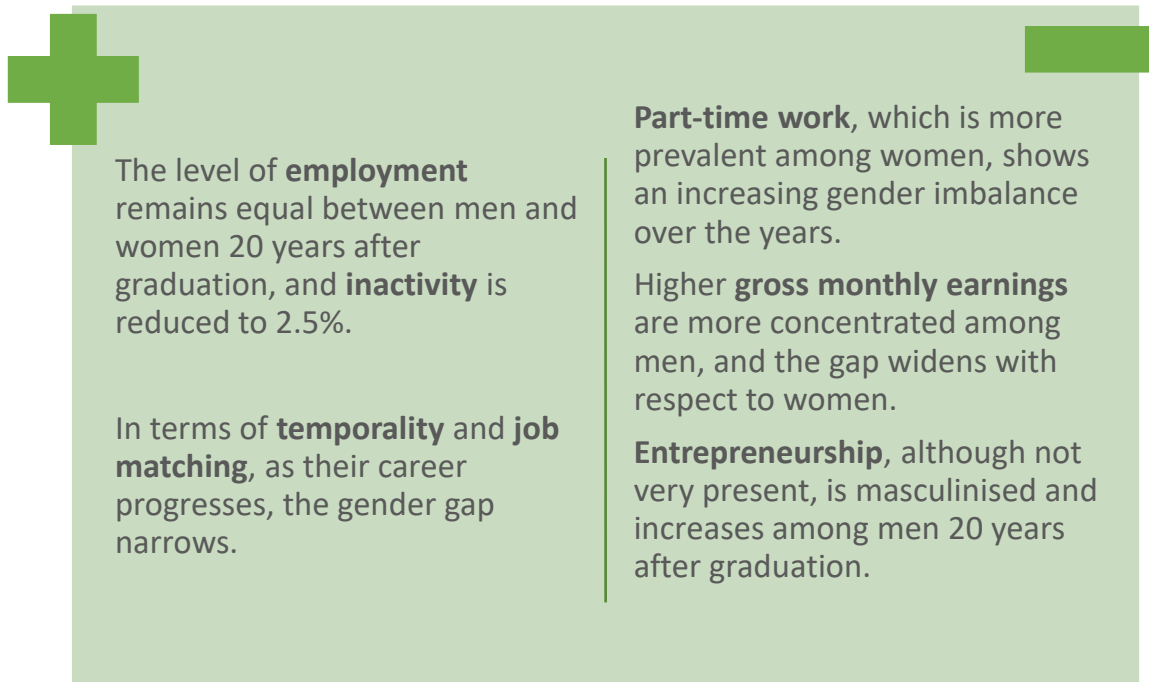 The level of employment
remains equal between men and
women 20 years after
graduation, and inactivity is
reduced to 2.5%.
In terms of temporality and job
matching, as their career
progresses, the gender gap
narrows.
Part-time work, which is more
prevalent among women, shows
an increasing gender imbalance
over the years.
Higher gross monthly earnings
are more concentrated among
men, and the gap widens with
respect to women.
Entrepreneurship, although not
very present, is masculinised and
increases among men 20 years
after graduation.